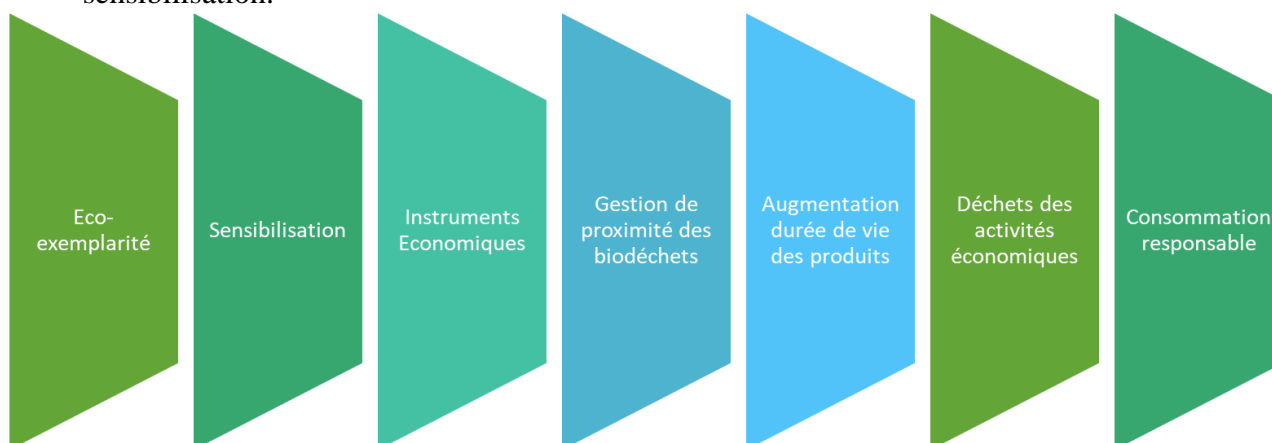 sensibilisation.
Eco-
exemplarité
Sensibilisation
Instruments
Economiques
Gestion de
proximité des
biodéchets
Augmentation
durée de vie
des produits
Déchets des
activités
économiques
Consommation
responsable